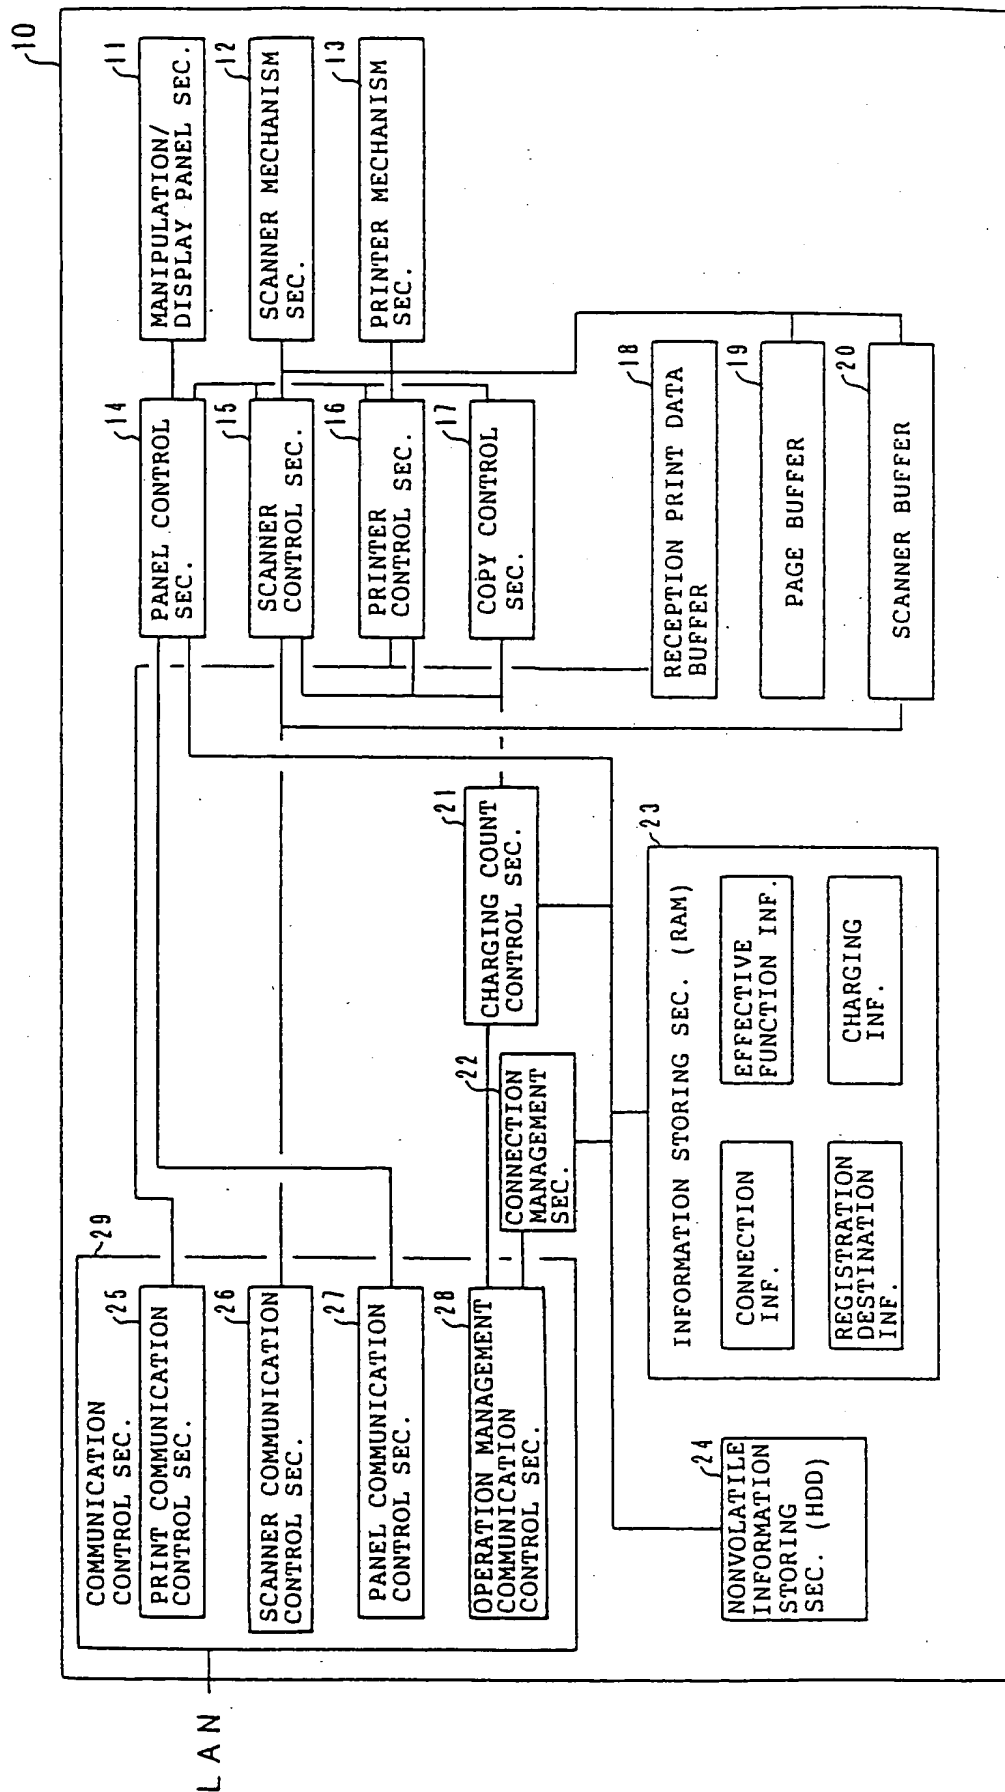 10
MANIPULATION/
DISPLAY PANEL SEC.
11
SCANNER MECHANISM
SEC.
12
PRINTER MECHANISM
SEC.
13
PANEL CONTROL
SEC.
14
SCANNER
CONTROL SEC.
15
PRINTER
CONTROL SEC.
16
COPY CONTROL
SEC.
17
RECEPTION PRINT DATA
BUFFER
18
PAGE BUFFER
19
SCANNER BUFFER
20
CHARGING COUNT
CONTROL SEC.
21
CONNECTION
MANAGEMENT
SEC.
22
INFORMATION STORING SEC. (RAM)
23
CONNECTION
INF.
EFFECTIVE
FUNCTION INF.
REGISTRATION
DESTINATION
INF.
CHARGING
INF.
NONVOLATILE
INFORMATION
STORING
SEC. (HDD)
24
COMMUNICATION
CONTROL SEC.
29
PRINT COMMUNICATION
CONTROL SEC.
25
SCANNER COMMUNICATION
CONTROL SEC.
26
PANEL COMMUNICATION
CONTROL SEC.
27
OPERATION MANAGEMENT
COMMUNICATION
CONTROL SEC.
28
LAN